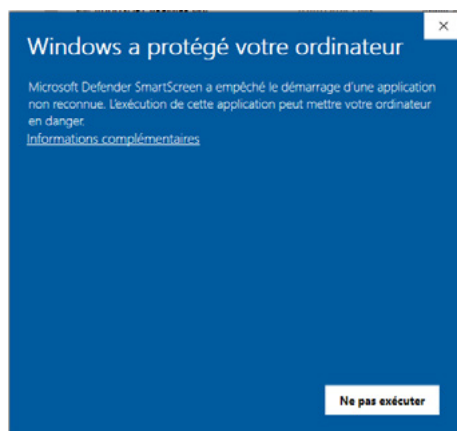 Windows a protégé votre ordinateur
Microsoft Defender SmartScreen a empêché le démarrage d'une application
non reconnue. L'exécution de cette application peut mettre votre ordinateur
en danger.
Informations complémentaires
Ne pas exécuter